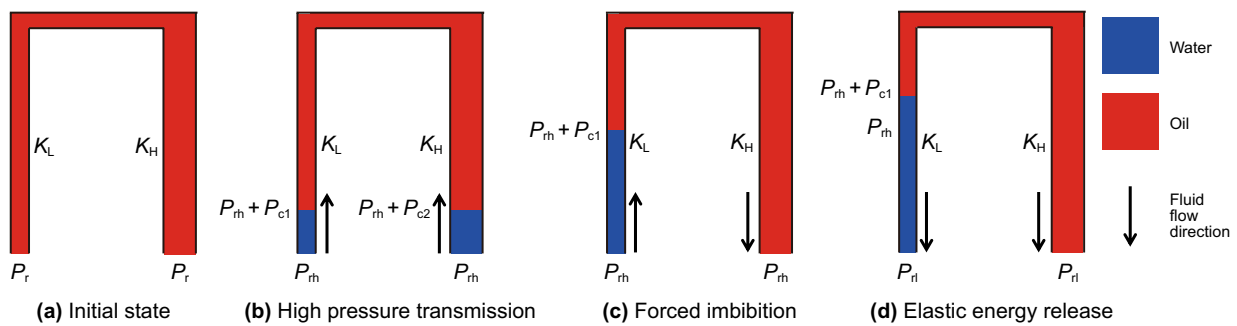 K_L
K_H
P_r
P_r
(a) Initial state
P_rh + P_c1
K_L
P_rh + P_c2
K_H
P_rh
P_rh
(b) High pressure transmission
P_rh + P_c1
K_L
K_H
P_rh
P_rh
(c) Forced imbibition
P_rh + P_c1
P_rh
K_L
K_H
P_rl
P_rl
(d) Elastic energy release
Water
Oil
Fluid
flow
direction